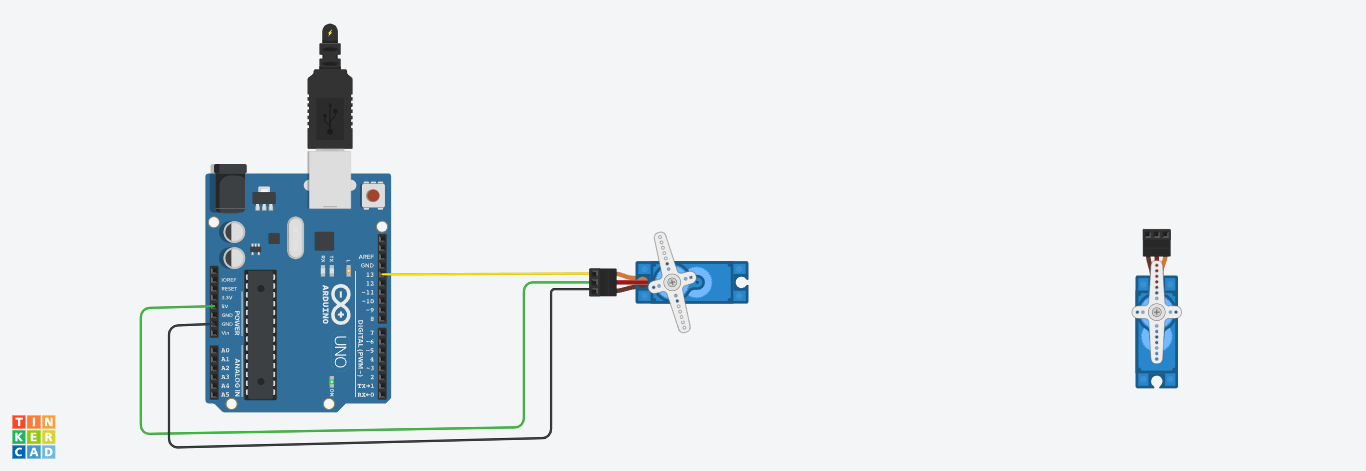 AREF
GND
13
12
~11
~10
~9
8
7
~6
~5
4
~3
2
TX→1
RX←0
DIGITAL (PWM~)
RX
TX
L
ARDUINO
UNO
ON
IOREF
RESET
3.3V
5V
GND
GND
Vin
POWER
A0
A1
A2
A3
A4
A5
ANALOG IN
TIN
KER
CAD